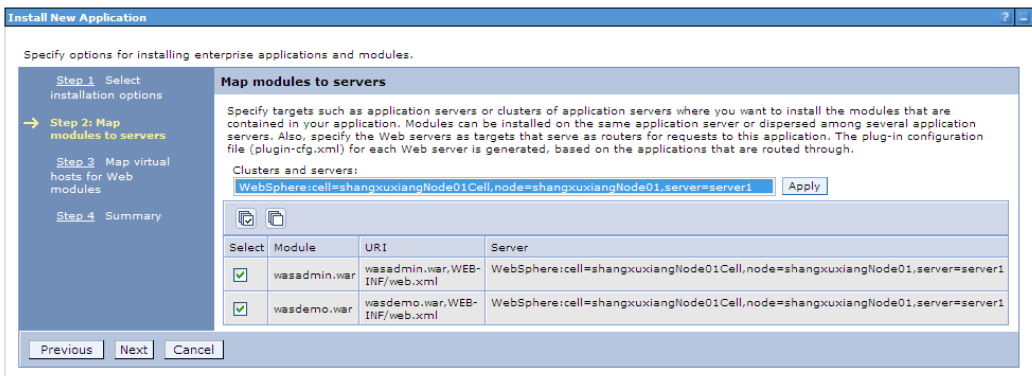 Install New Application
? –
Specify options for installing enterprise applications and modules.
Step 1 Select
installation options
Step 2: Map
modules to servers
Step 3 Map virtual
hosts for Web
modules
Step 4 Summary
Map modules to servers
Specify targets such as application servers or clusters of application servers where you want to install the modules that are
contained in your application. Modules can be installed on the same application server or dispersed among several application
servers. Also, specify the Web servers as targets that serve as routers for requests to this application. The plug-in configuration
file (plugin-cfg.xml) for each Web server is generated, based on the applications that are routed through.
Clusters and servers:
WebSphere:cell=shangxuxiangNode01Cell,node=shangxuxiangNode01,server=server1 Apply
Select Module URI Server
wasadmin.war wasadmin.war,WEB- WebSphere:cell=shangxuxiangNode01Cell,node=shangxuxiangNode01,server=server1
INF/web.xml
wasdemo.war wasdemo.war,WEB- WebSphere:cell=shangxuxiangNode01Cell,node=shangxuxiangNode01,server=server1
INF/web.xml
Previous Next Cancel